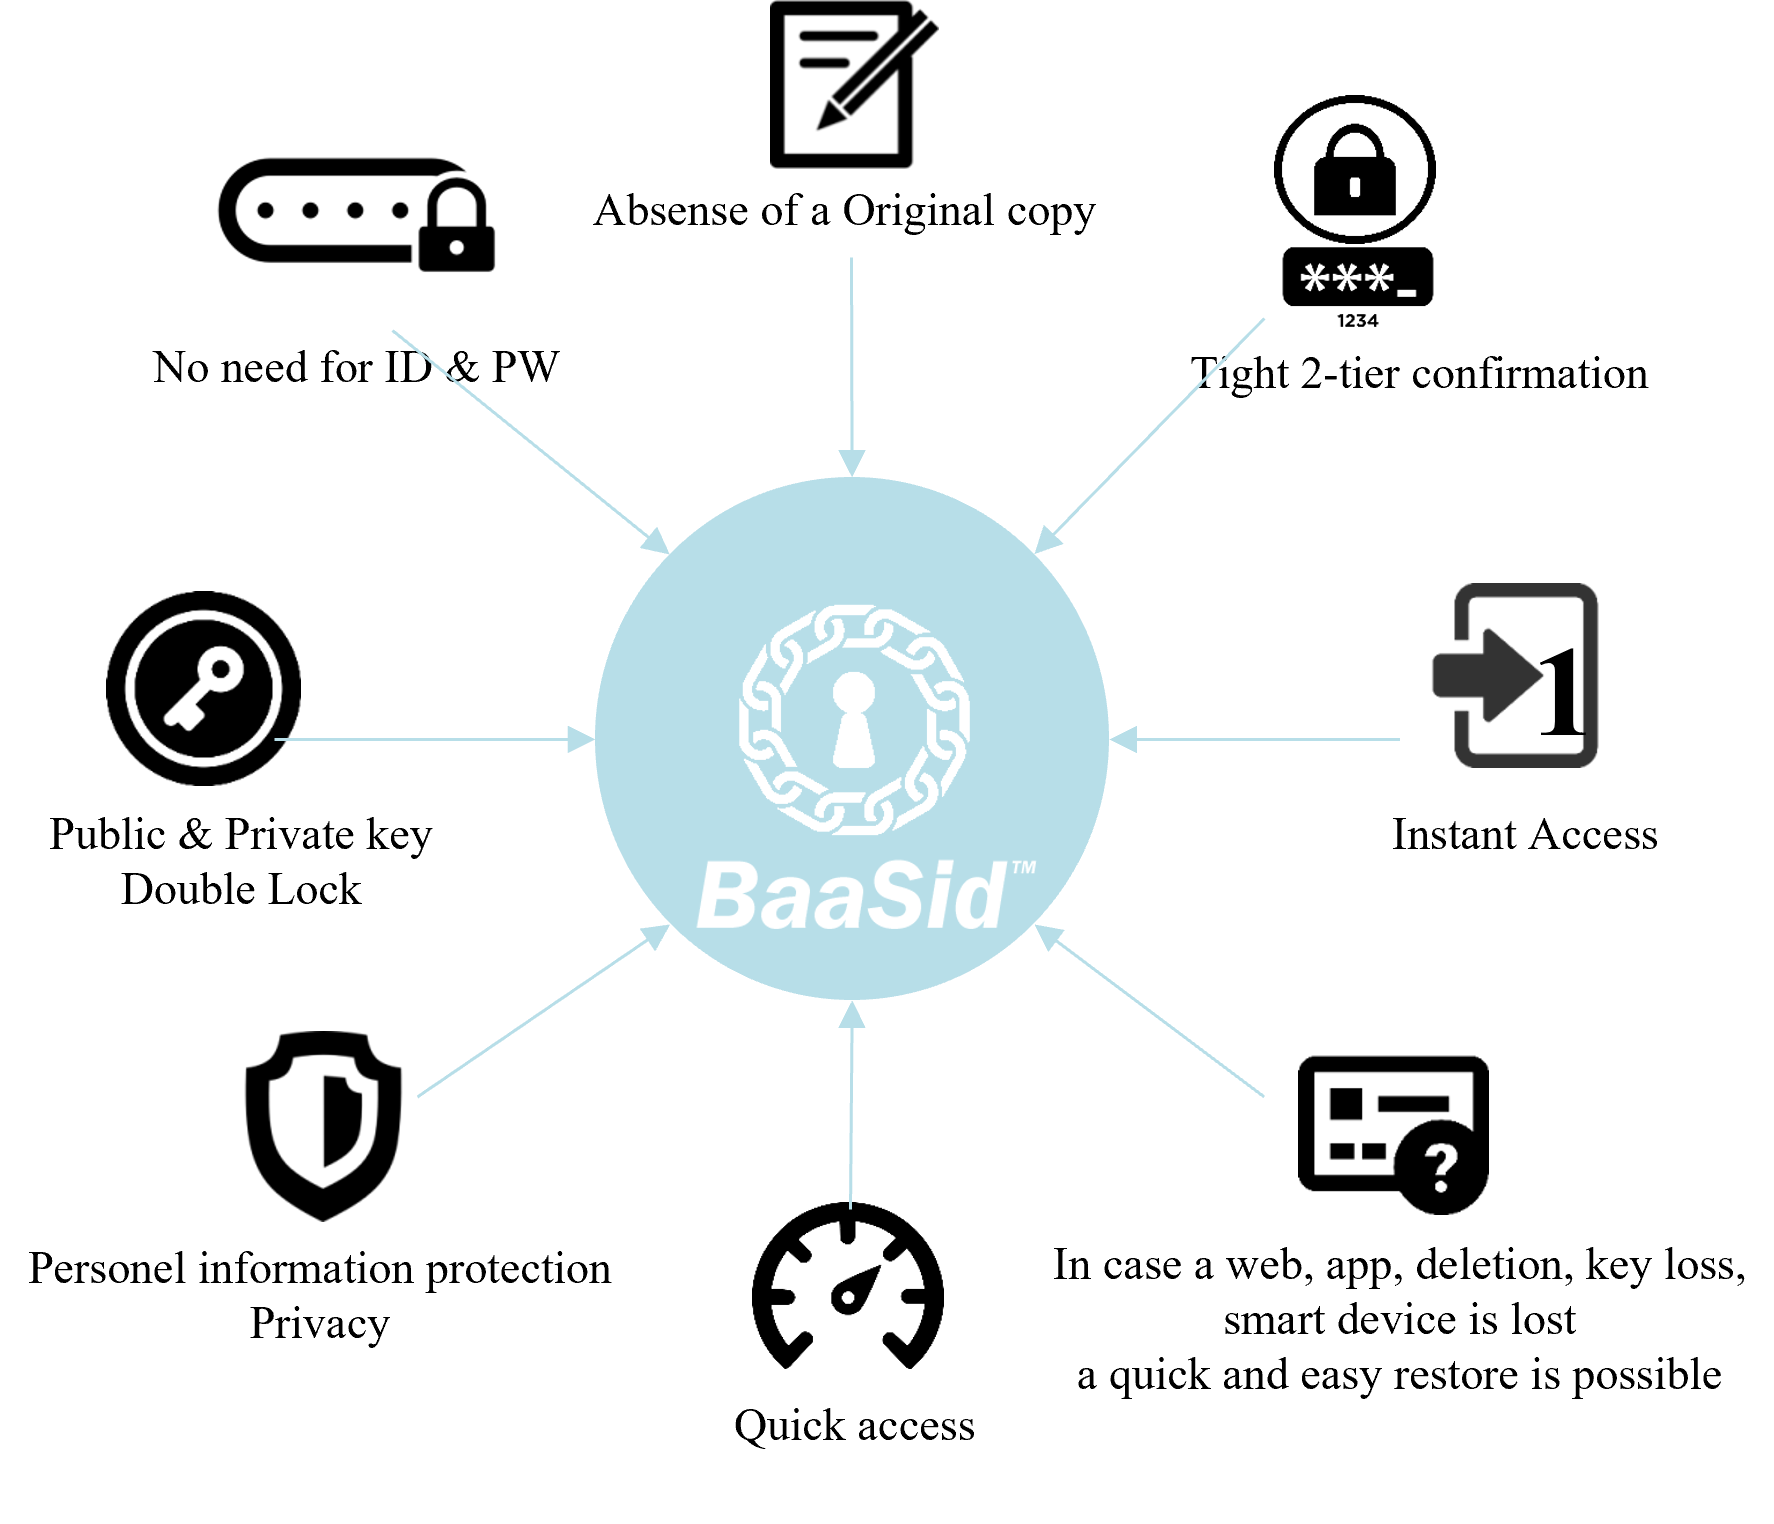 Absense of a Original copy
***_
1234
No need for ID & PW
Tight 2-tier confirmation
1
Public & Private key
Double Lock
Instant Access
BaaSid™
Personel information protection
Privacy
?
In case a web, app, deletion, key loss,
smart device is lost
a quick and easy restore is possible
Quick access